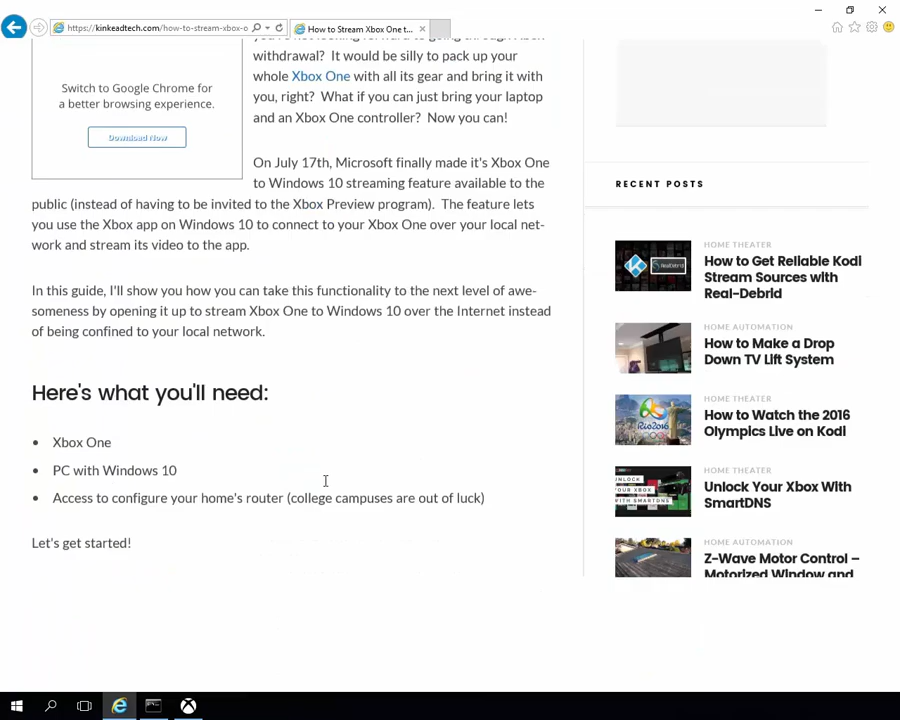 https://kinkeadtech.com/how-to-stream-xbox-o
How to Stream Xbox One t...
withdrawal? It would be silly to pack up your
whole Xbox One with all its gear and bring it with
you, right? What if you can just bring your laptop
and an Xbox One controller? Now you can!
Switch to Google Chrome for
a better browsing experience.
Download Now
On July 17th, Microsoft finally made it's Xbox One
to Windows 10 streaming feature available to the
public (instead of having to be invited to the Xbox Preview program). The feature lets
you use the Xbox app on Windows 10 to connect to your Xbox One over your local net-
work and stream its video to the app.
In this guide, I'll show you how you can take this functionality to the next level of awe-
someness by opening it up to stream Xbox One to Windows 10 over the Internet instead
of being confined to your local network.
Here's what you'll need:
• Xbox One
• PC with Windows 10
• Access to configure your home's router (college campuses are out of luck)
Let's get started!
RECENT POSTS
HOME THEATER
How to Get Reliable Kodi
Stream Sources with
Real-Debrid
HOME AUTOMATION
How to Make a Drop
Down TV Lift System
HOME THEATER
How to Watch the 2016
Olympics Live on Kodi
HOME THEATER
Unlock Your Xbox With
SmartDNS
HOME AUTOMATION
Z-Wave Motor Control –
Motorized Window and